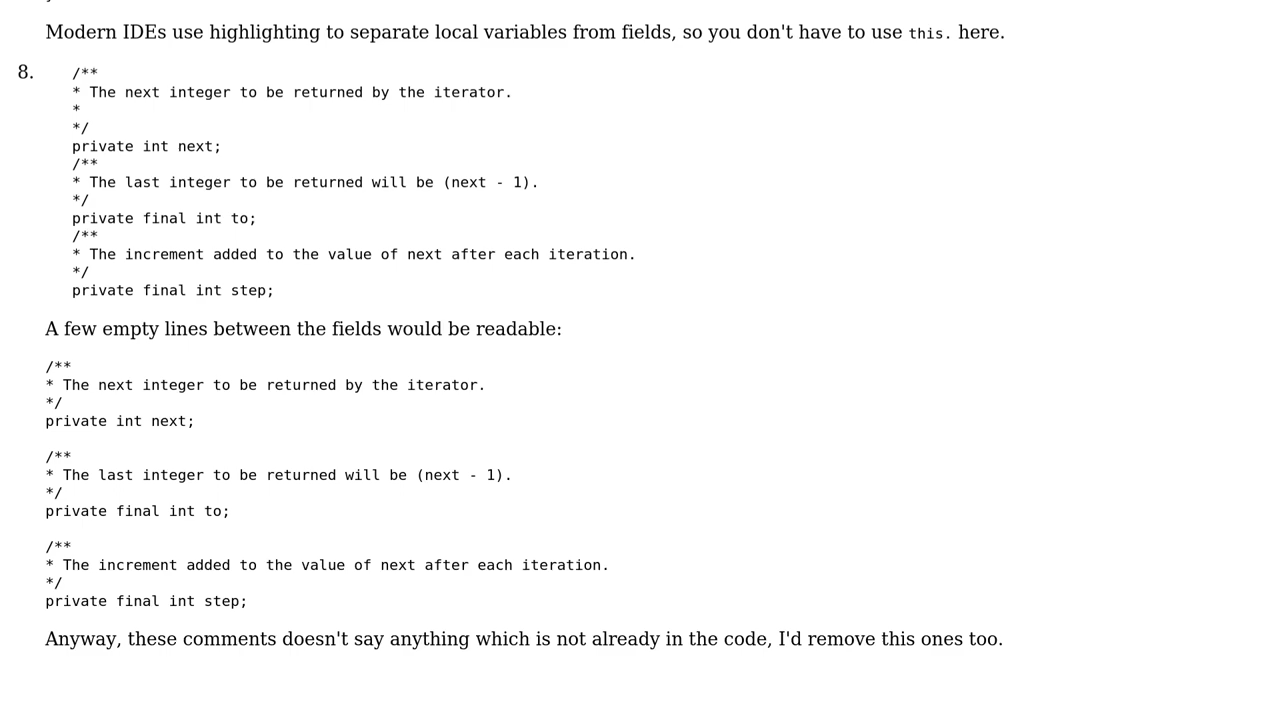 Modern IDEs use highlighting to separate local variables from fields, so you don't have to use this. here.
8.
/**
* The next integer to be returned by the iterator.
*
*/
private int next;
/**
* The last integer to be returned will be (next - 1).
*/
private final int to;
/**
* The increment added to the value of next after each iteration.
*/
private final int step;
A few empty lines between the fields would be readable:
/**
* The next integer to be returned by the iterator.
*/
private int next;
/**
* The last integer to be returned will be (next - 1).
*/
private final int to;
/**
* The increment added to the value of next after each iteration.
*/
private final int step;
Anyway, these comments doesn't say anything which is not already in the code, I'd remove this ones too.